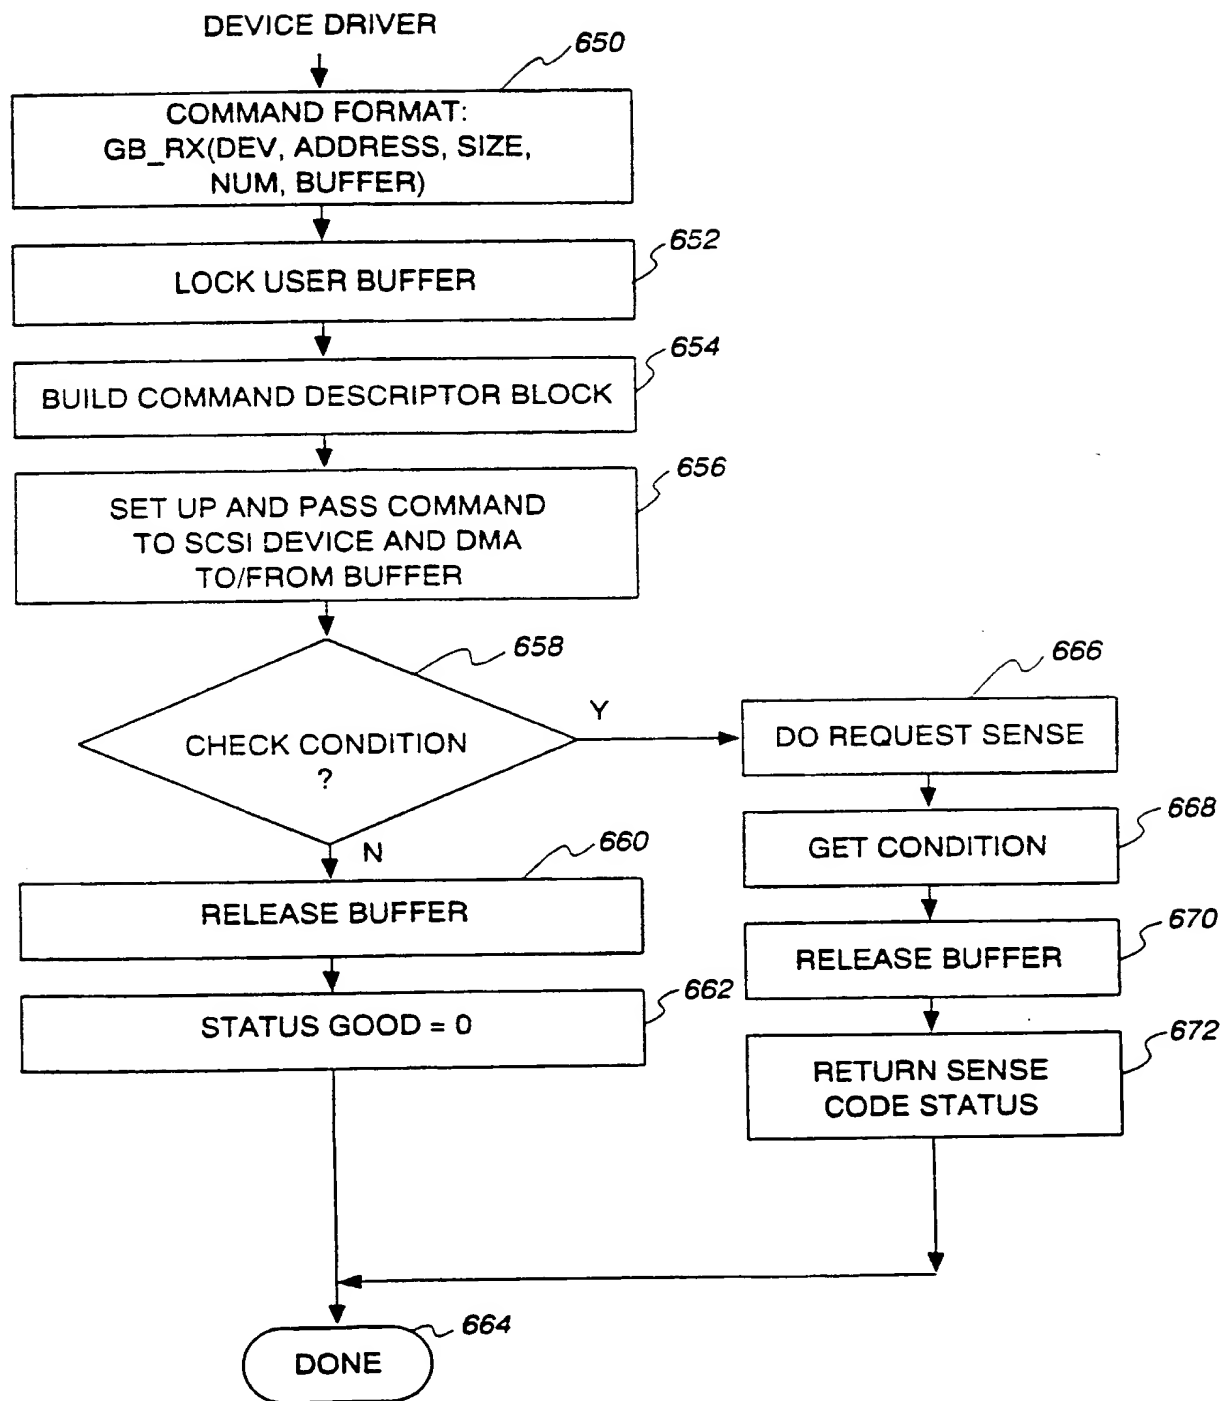 DEVICE DRIVER
650
COMMAND FORMAT:
GB_RX(DEV, ADDRESS, SIZE,
NUM, BUFFER)
652
LOCK USER BUFFER
654
BUILD COMMAND DESCRIPTOR BLOCK
656
SET UP AND PASS COMMAND
TO SCSI DEVICE AND DMA
TO/FROM BUFFER
658
CHECK CONDITION
?
Y
N
660
RELEASE BUFFER
662
STATUS GOOD = 0
666
DO REQUEST SENSE
668
GET CONDITION
670
RELEASE BUFFER
672
RETURN SENSE
CODE STATUS
664
DONE